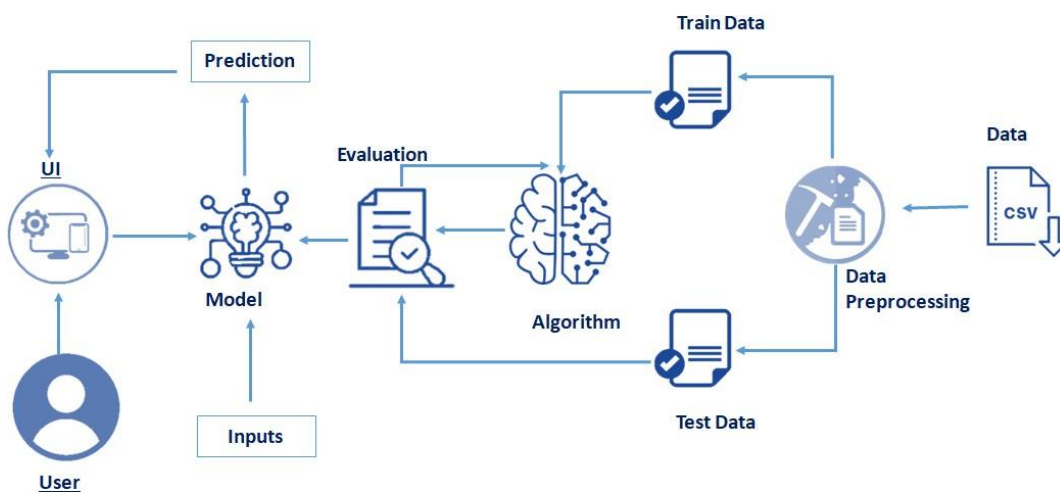 Train Data
Prediction
Data
Evaluation
UI
CSV
Data
Preprocessing
Model
Algorithm
Test Data
Inputs
User